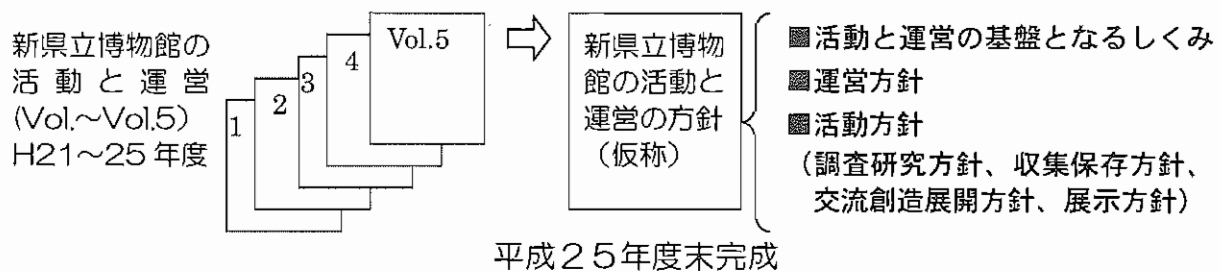 新県立博物館の
活動と運営
(Vol.~Vol.5)
H21~25年度
1
2
3
4
Vol.5
新県立博物
館の活動と
運営の方針
(仮称)
■活動と運営の基盤となるしくみ
■運営方針
■活動方針
(調査研究方針、収集保存方針、
交流創造展開方針、展示方針)
平成25年度末完成